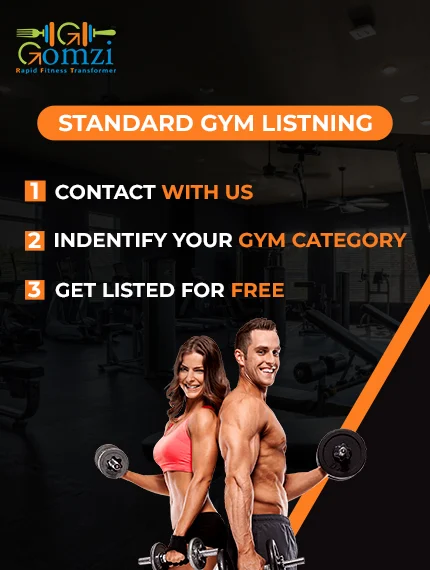 Gomzi
Rapid Fitness Transformer
STANDARD GYM LISTNING
1 CONTACT WITH US
2 INDENTIFY YOUR GYM CATEGORY
3 GET LISTED FOR FREE